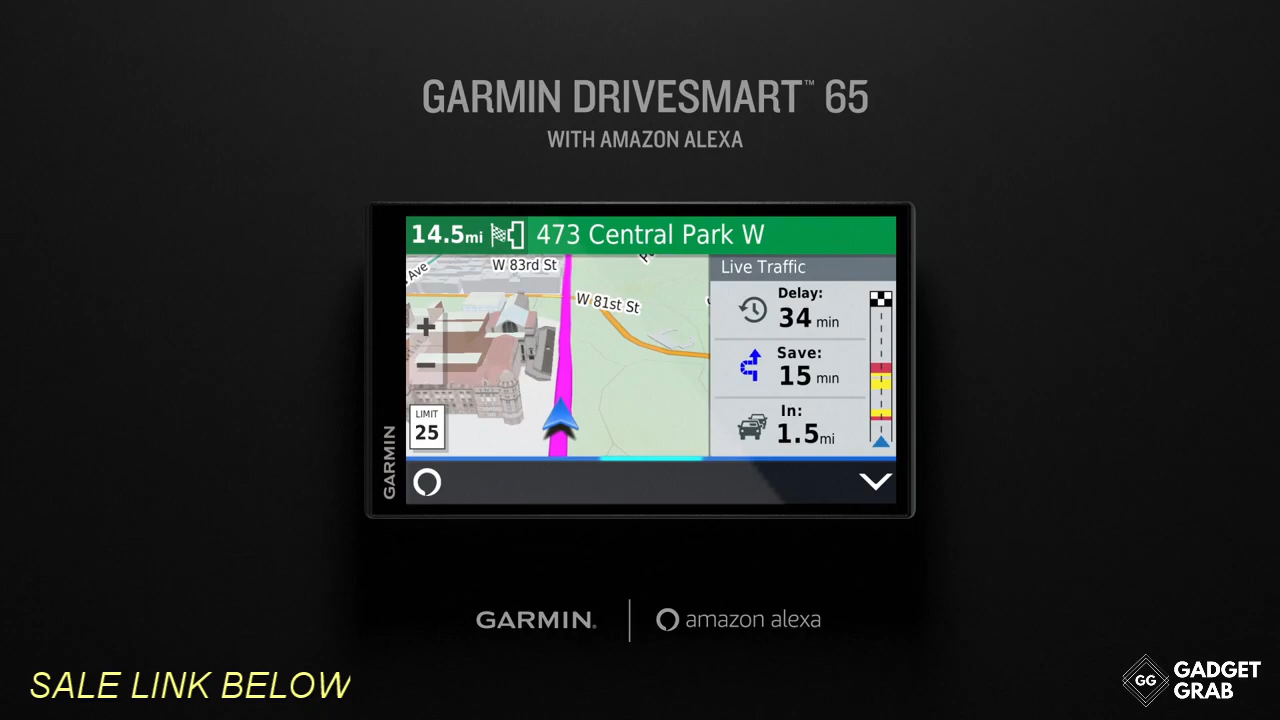 GARMIN DRIVESMART™ 65
WITH AMAZON ALEXA
14.5mi 473 Central Park W
Ave
W 83rd St
W 81st St
LIMIT
25
Live Traffic
Delay:
34 min
Save:
15 min
In:
1.5mi
GARMIN
GARMIN® amazon alexa
SALE LINK BELOW
GG
GADGET
GRAB